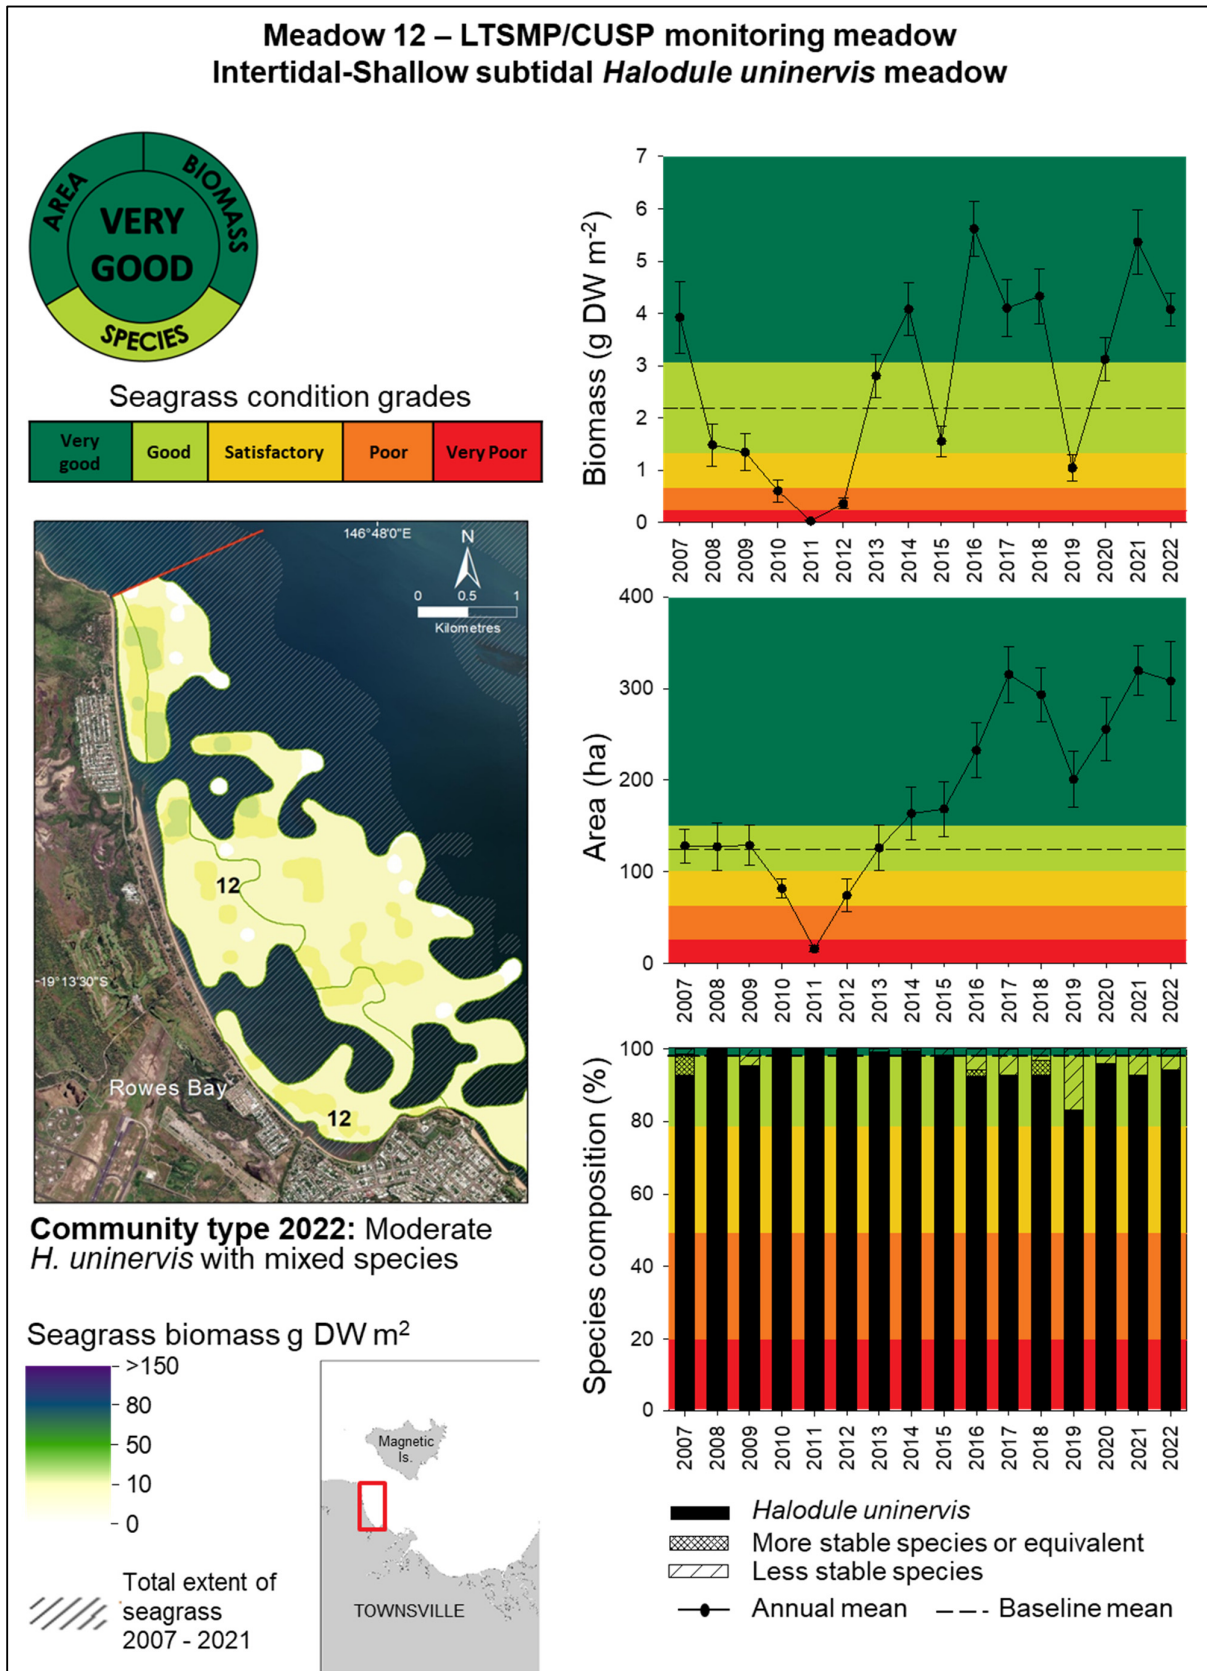 Meadow 12 – LTSMP/CUSP monitoring meadow
Intertidal-Shallow subtidal Halodule uninervis meadow
AREA
BIOMASS
VERY
GOOD
SPECIES
Seagrass condition grades
Very good
Good
Satisfactory
Poor
Very Poor
146°48'0"E
N
0 0.5 1
Kilometres
12
19°13'30"S
Rowes Bay
12
Community type 2022: Moderate
H. uninervis with mixed species
Seagrass biomass g DW m²
>150
80
50
10
0
Total extent of
seagrass
2007 - 2021
Magnetic
Is.
TOWNSVILLE
Biomass (g DW m⁻²)
7
6
5
4
3
2
1
0
2007 2008 2009 2010 2011 2012 2013 2014 2015 2016 2017 2018 2019 2020 2021 2022
Area (ha)
400
300
200
100
0
2007 2008 2009 2010 2011 2012 2013 2014 2015 2016 2017 2018 2019 2020 2021 2022
Species composition (%)
100
80
60
40
20
0
2007 2008 2009 2010 2011 2012 2013 2014 2015 2016 2017 2018 2019 2020 2021 2022
Halodule uninervis
More stable species or equivalent
Less stable species
Annual mean
Baseline mean